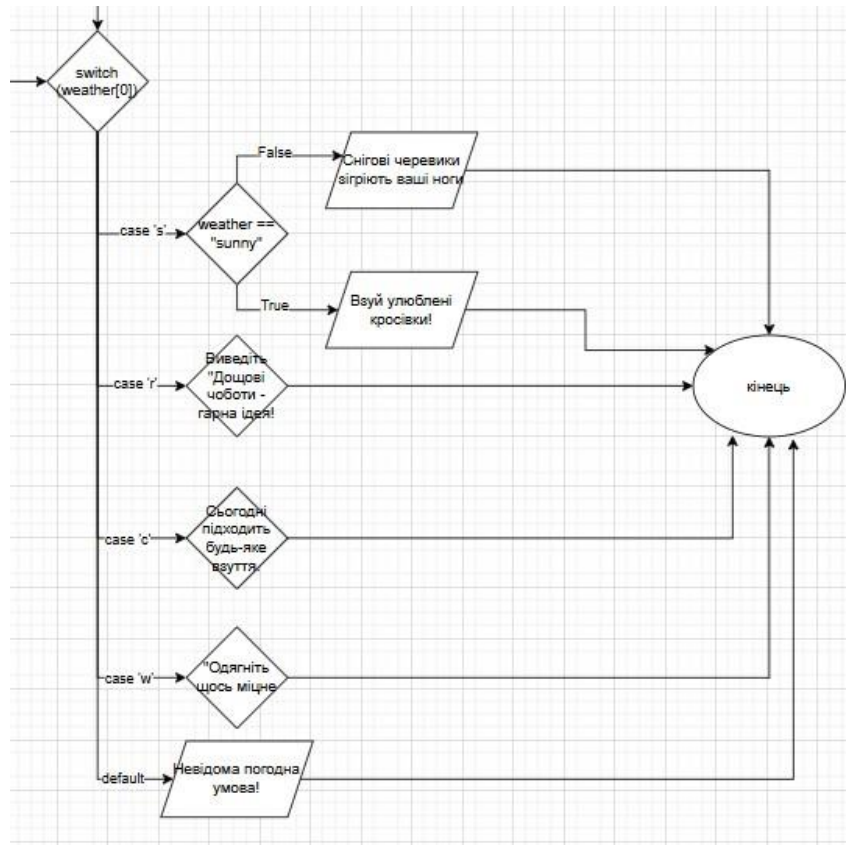 switch
(weather[0])
False
Снігові черевики
зігріють ваші ноги
case 's'
weather ==
"sunny"
True
Взуй улюблені
кросівки!
case 'r'
Виведіть
"Дощові
чоботи -
гарна ідея!
кінець
case 'c'
Сьогодні
підходить
будь-яке
взуття.
case 'w'
"Одягніть
щось міцне
default
Невідома погодна
умова!